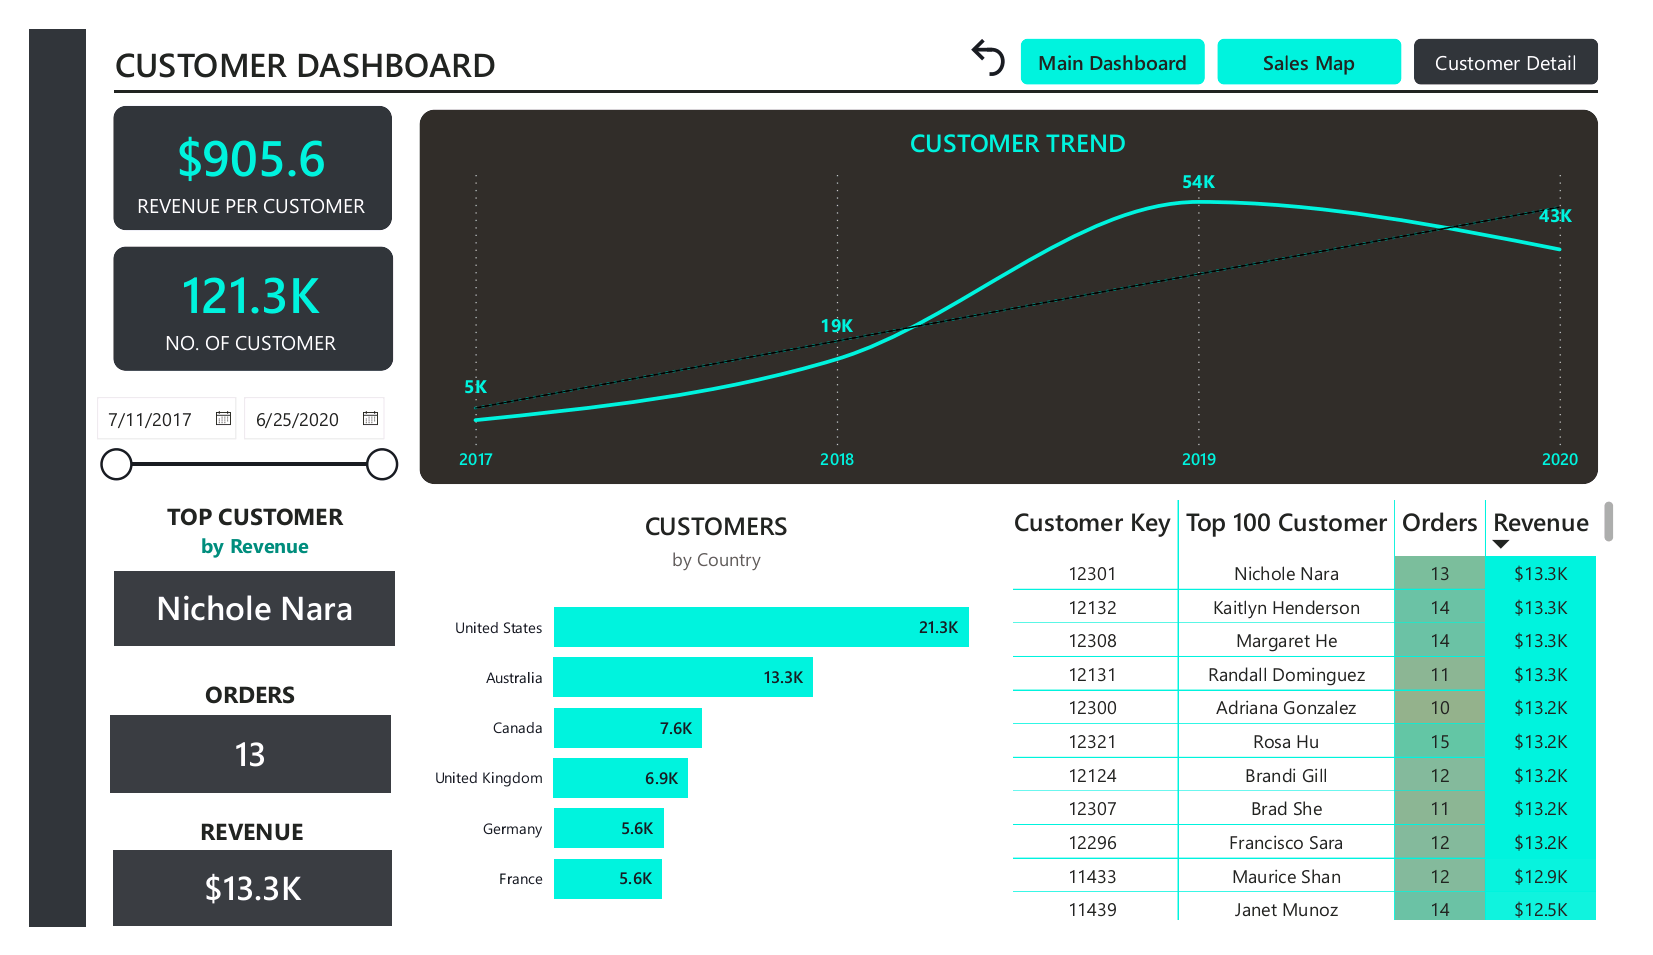 CUSTOMER DASHBOARD
Main Dashboard
Sales Map
Customer Detail
$905.6
REVENUE PER CUSTOMER
121.3K
NO. OF CUSTOMER
7/11/2017
6/25/2020
CUSTOMER TREND
54K
43K
19K
5K
2017 2018 2019 2020
TOP CUSTOMER
by Revenue
Nichole Nara
ORDERS
13
REVENUE
$13.3K
CUSTOMERS
by Country
United States 21.3K
Australia 13.3K
Canada 7.6K
United Kingdom 6.9K
Germany 5.6K
France 5.6K
Customer Key Top 100 Customer Orders Revenue
12301 Nichole Nara 13 $13.3K
12132 Kaitlyn Henderson 14 $13.3K
12308 Margaret He 14 $13.3K
12131 Randall Dominguez 11 $13.3K
12300 Adriana Gonzalez 10 $13.2K
12321 Rosa Hu 15 $13.2K
12124 Brandi Gill 12 $13.2K
12307 Brad She 11 $13.2K
12296 Francisco Sara 12 $13.2K
11433 Maurice Shan 12 $12.9K
11439 Janet Munoz 14 $12.5K